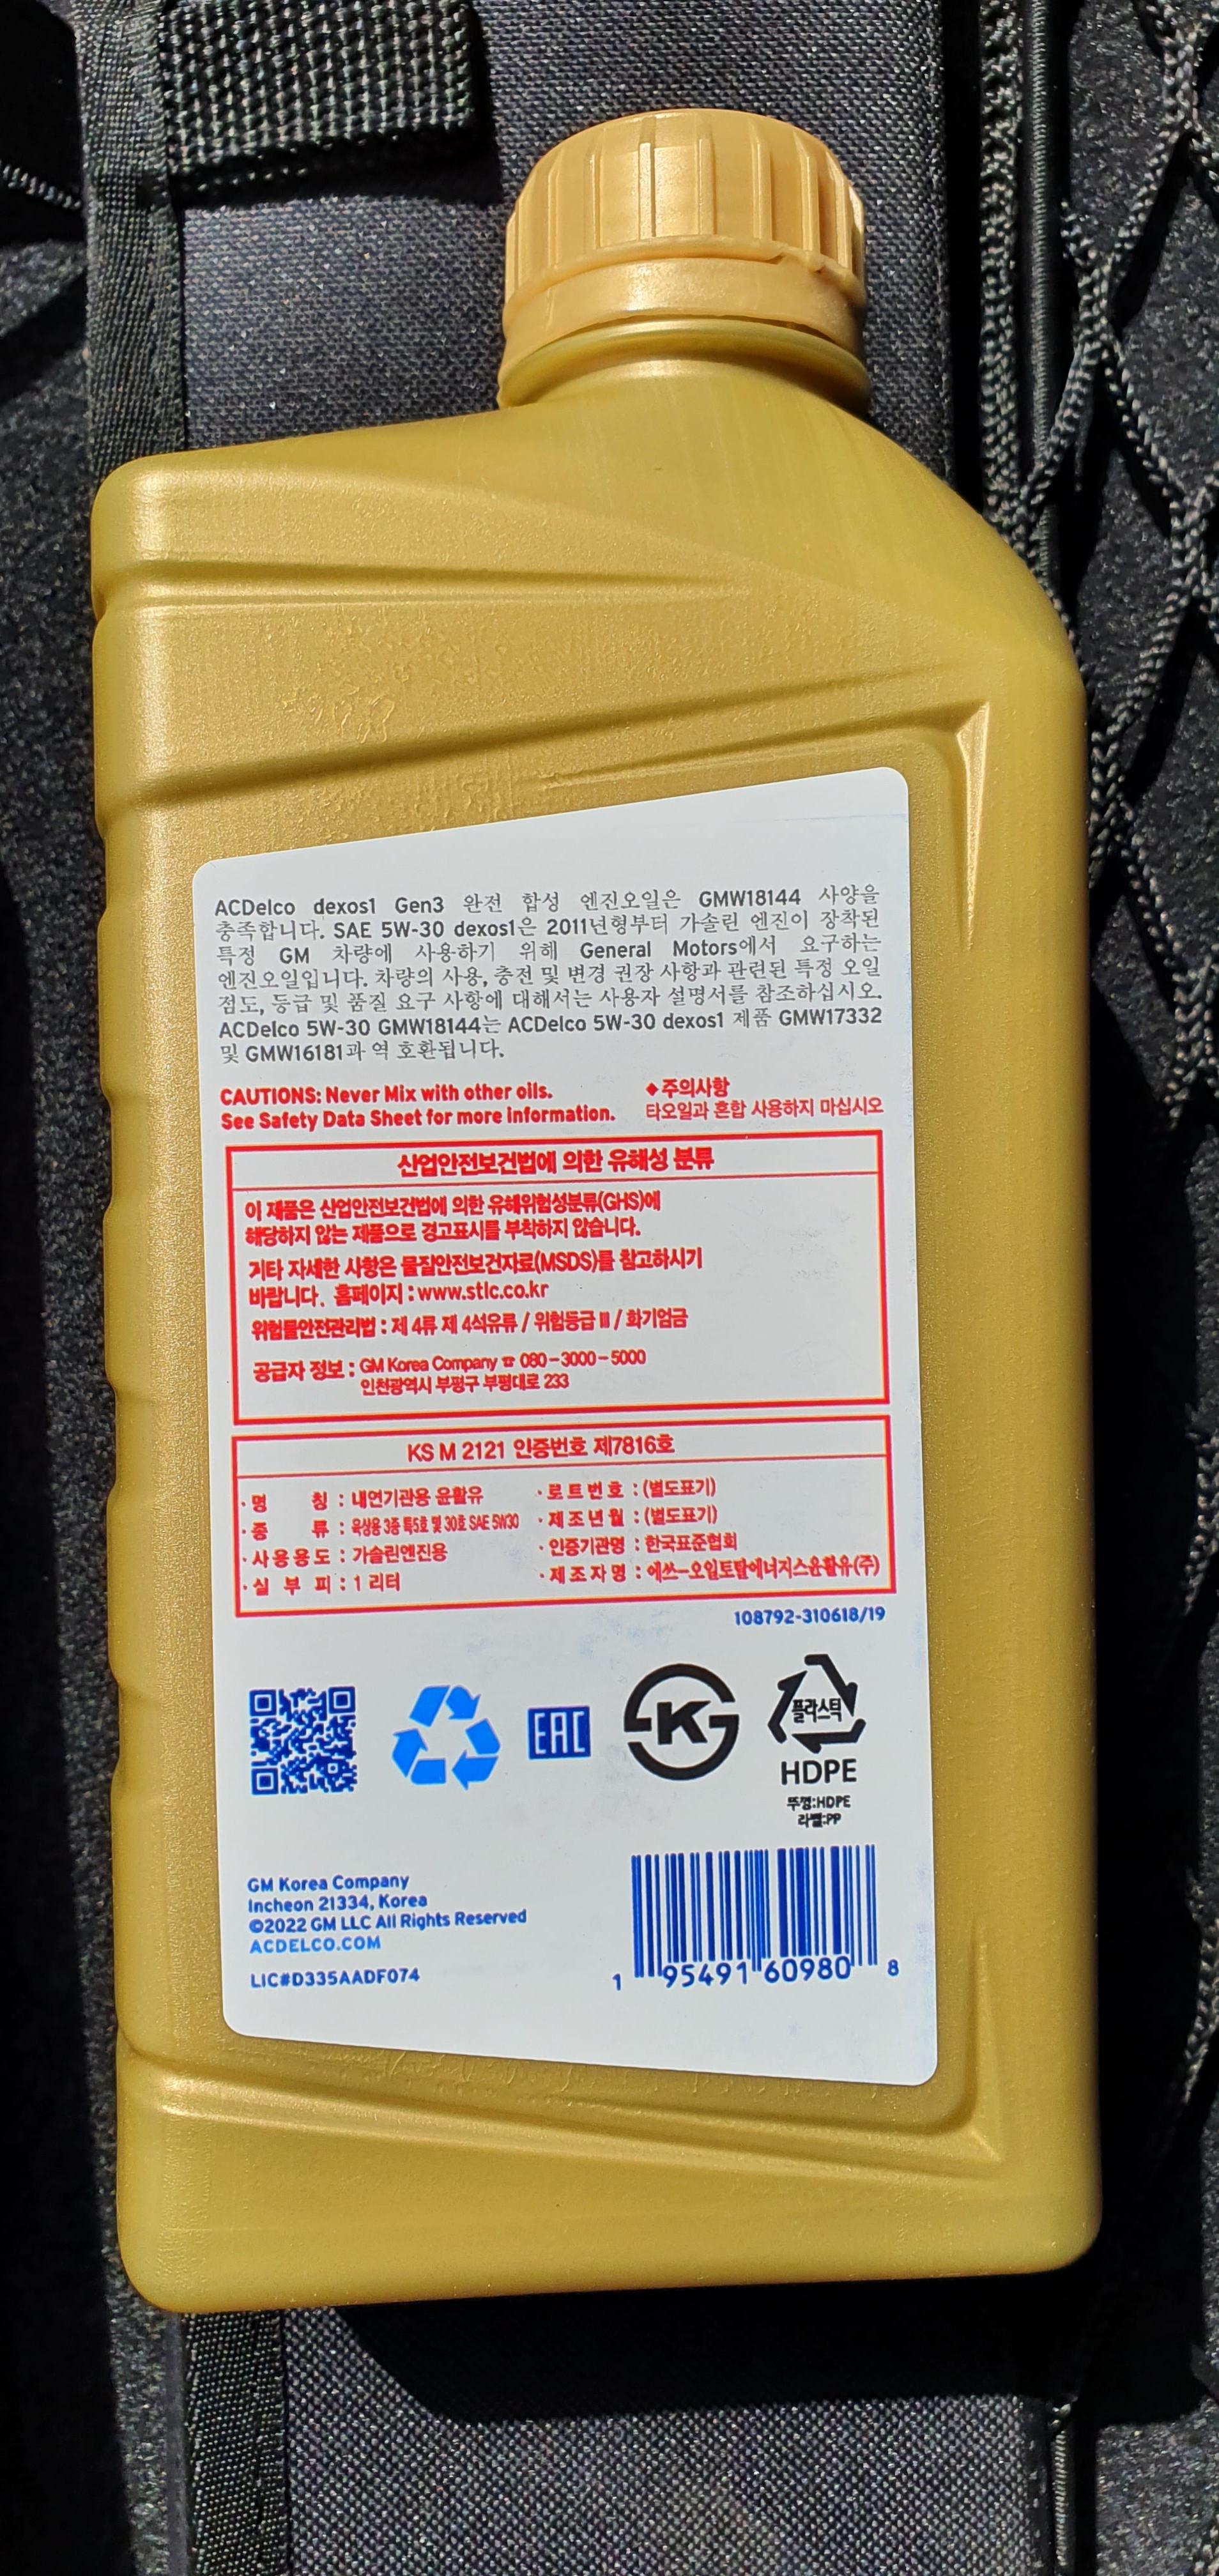 ACDelco dexos1 Gen3 완전 합성 엔진오일은 GMW18144 사양을
충족합니다. SAE 5W-30 dexos1은 2011년형부터 가솔린 엔진이 장착된
특정 GM 차량에 사용하기 위해 General Motors에서 요구하는
엔진오일입니다. 차량의 사용, 충전 및 변경 권장 사항과 관련된 특정 오일
점도, 등급 및 품질 요구 사항에 대해서는 사용자 설명서를 참조하십시오.
ACDelco 5W-30 GMW18144는 ACDelco 5W-30 dexos1 제품 GMW17332
및 GMW16181과 역 호환됩니다.
CAUTIONS: Never Mix with other oils.
See Safety Data Sheet for more information.
◆주의사항
타오일과 혼합 사용하지 마십시오
산업안전보건법에 의한 유해성 분류
이 제품은 산업안전보건법에 의한 유해위험성분류(GHS)에
해당하지 않는 제품으로 경고표시를 부착하지 않습니다.
기타 자세한 사항은 물질안전보건자료(MSDS)를 참고하시기
바랍니다. 홈페이지 : www.stlc.co.kr
위험물안전관리법 : 제 4류 제 4석유류 / 위험등급 Ⅲ / 화기엄금
공급자 정보 : GM Korea Company ☎ 080-3000-5000
인천광역시 부평구 부평대로 233
KS M 2121 인증번호 제7816호
· 명 칭 : 내연기관용 윤활유
· 종 류 : 육상용 3종 특5호 및 30호 SAE 5W30
· 사용용도 : 가솔린엔진용
· 실 부 피 : 1 리터
· 로트번호 : (별도표기)
· 제조년월 : (별도표기)
· 인증기관명 : 한국표준협회
· 제조자명 : 에쓰-오일토탈에너지스윤활유(주)
108792-310618/19
EAC
K
플라스틱
HDPE
뚜껑:HDPE
라벨:PP
GM Korea Company
Incheon 21334, Korea
©2022 GM LLC All Rights Reserved
ACDELCO.COM
LIC#D335AADF074
1 95491 60980 8